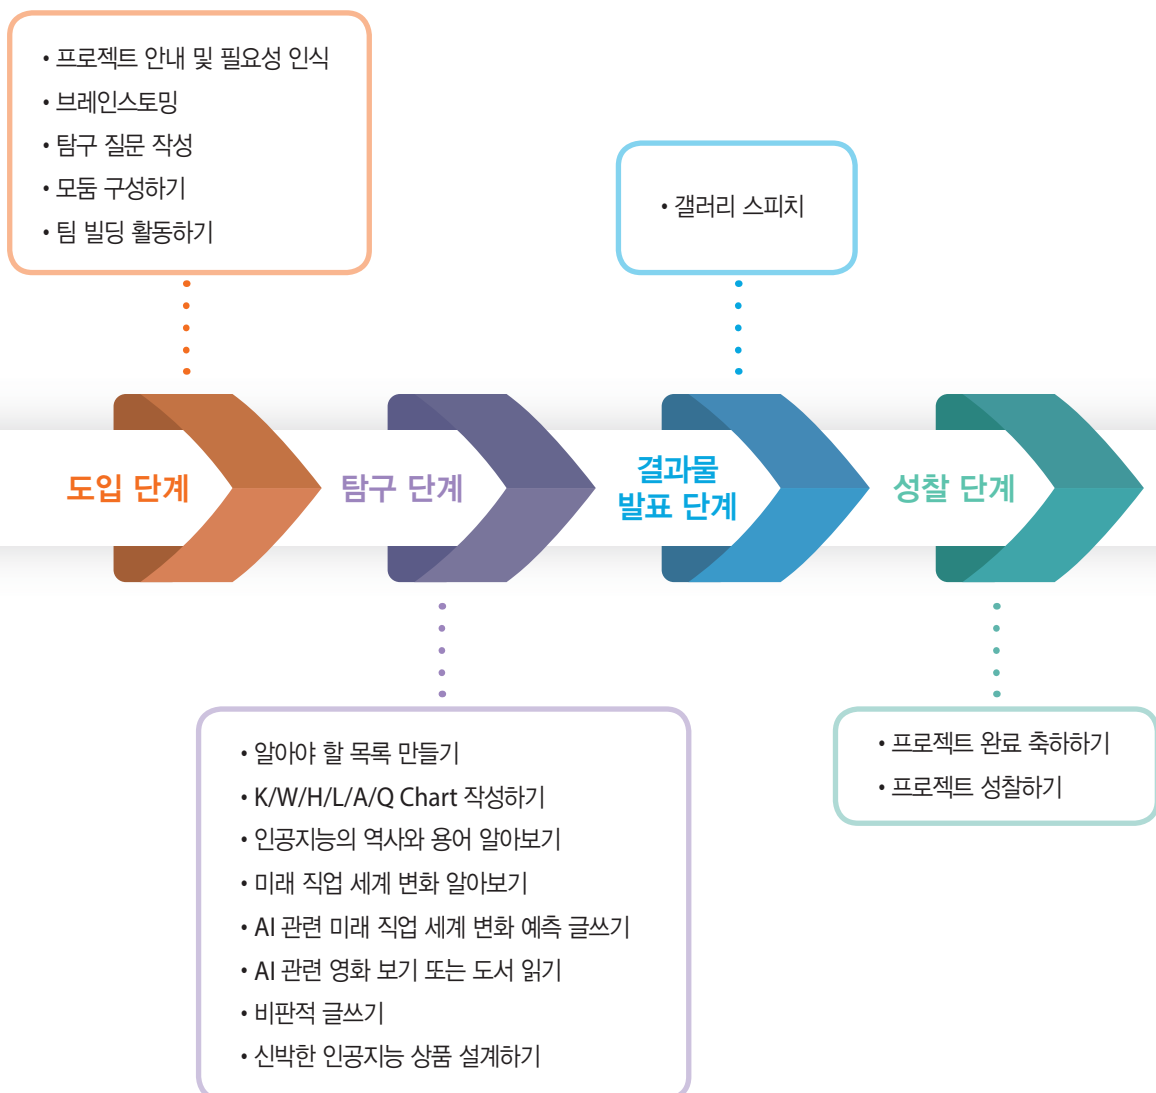 • 프로젝트 안내 및 필요성 인식
• 브레인스토밍
• 탐구 질문 작성
• 모둠 구성하기
• 팀 빌딩 활동하기
• 갤러리 스피치
도입 단계
탐구 단계
결과물
발표 단계
성찰 단계
• 알아야 할 목록 만들기
• K/W/H/L/A/Q Chart 작성하기
• 인공지능의 역사와 용어 알아보기
• 미래 직업 세계 변화 알아보기
• AI 관련 미래 직업 세계 변화 예측 글쓰기
• AI 관련 영화 보기 또는 도서 읽기
• 비판적 글쓰기
• 신박한 인공지능 상품 설계하기
• 프로젝트 완료 축하하기
• 프로젝트 성찰하기